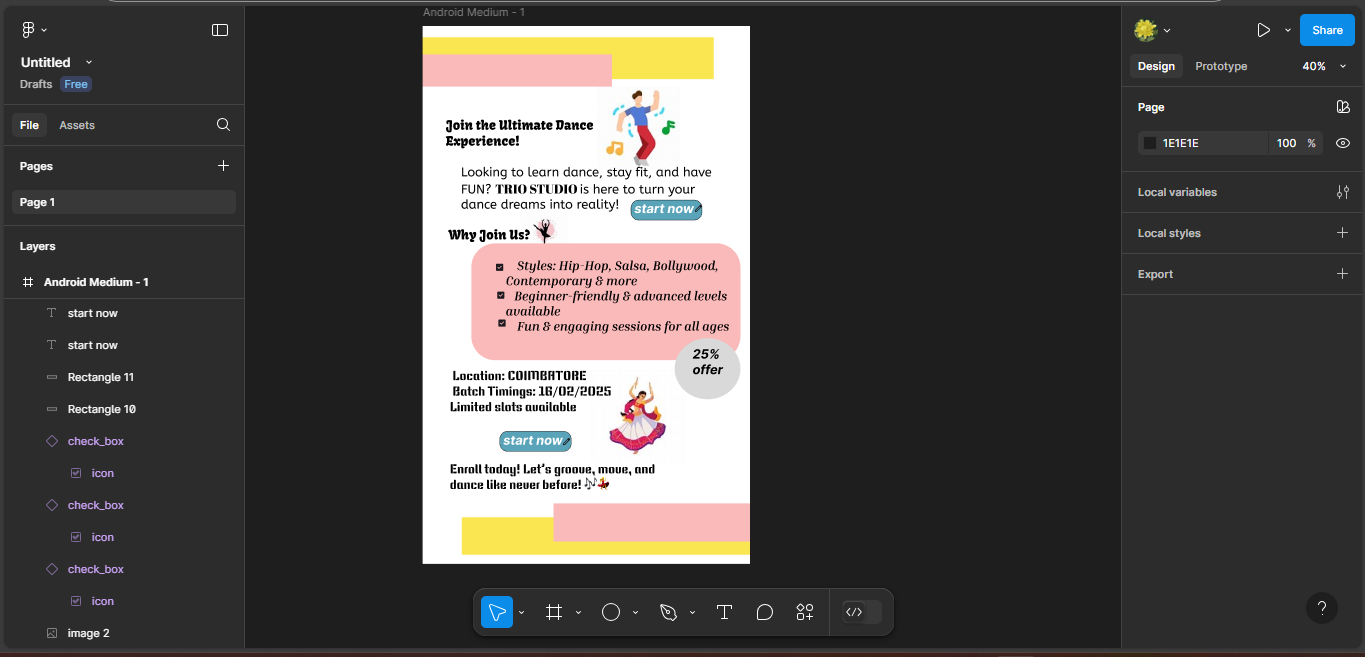 Untitled
Drafts Free
File Assets
Pages
Page 1
Layers
Android Medium - 1
start now
start now
Rectangle 11
Rectangle 10
check_box
icon
check_box
icon
check_box
icon
image 2
Android Medium - 1
Join the Ultimate Dance
Experience!
Looking to learn dance, stay fit, and have
FUN? TRIO STUDIO is here to turn your
dance dreams into reality!
start now
Why Join Us?
Styles: Hip-Hop, Salsa, Bollywood,
Contemporary & more
Beginner-friendly & advanced levels
available
Fun & engaging sessions for all ages
25%
offer
Location: COIMBATORE
Batch Timings: 16/02/2025
Limited slots available
start now
Enroll today! Let's groove, move, and
dance like never before! 🎶💃
Share
Design Prototype 40%
Page
1E1E1E 100 %
Local variables
Local styles
Export
?